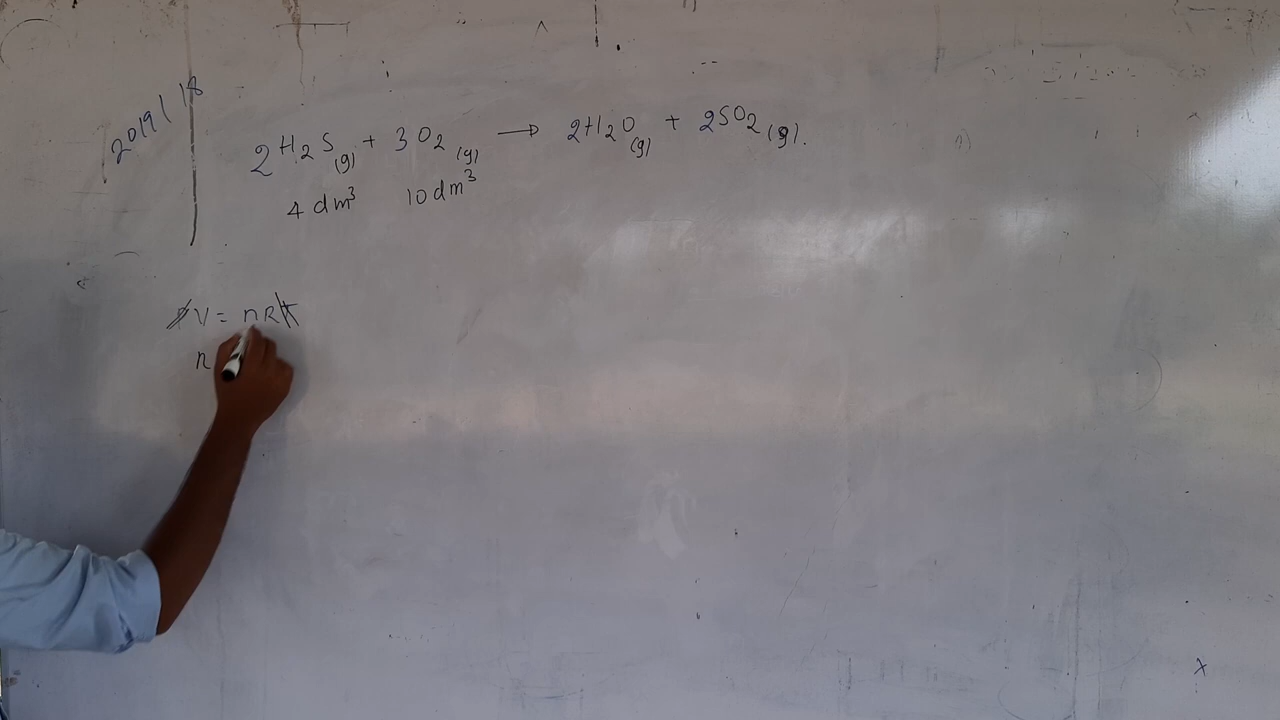 2019/18
2H₂S(g) + 3O₂(g) → 2H₂O(g) + 2SO₂(g).
4 dm³ 10 dm³
PV = nRT
n